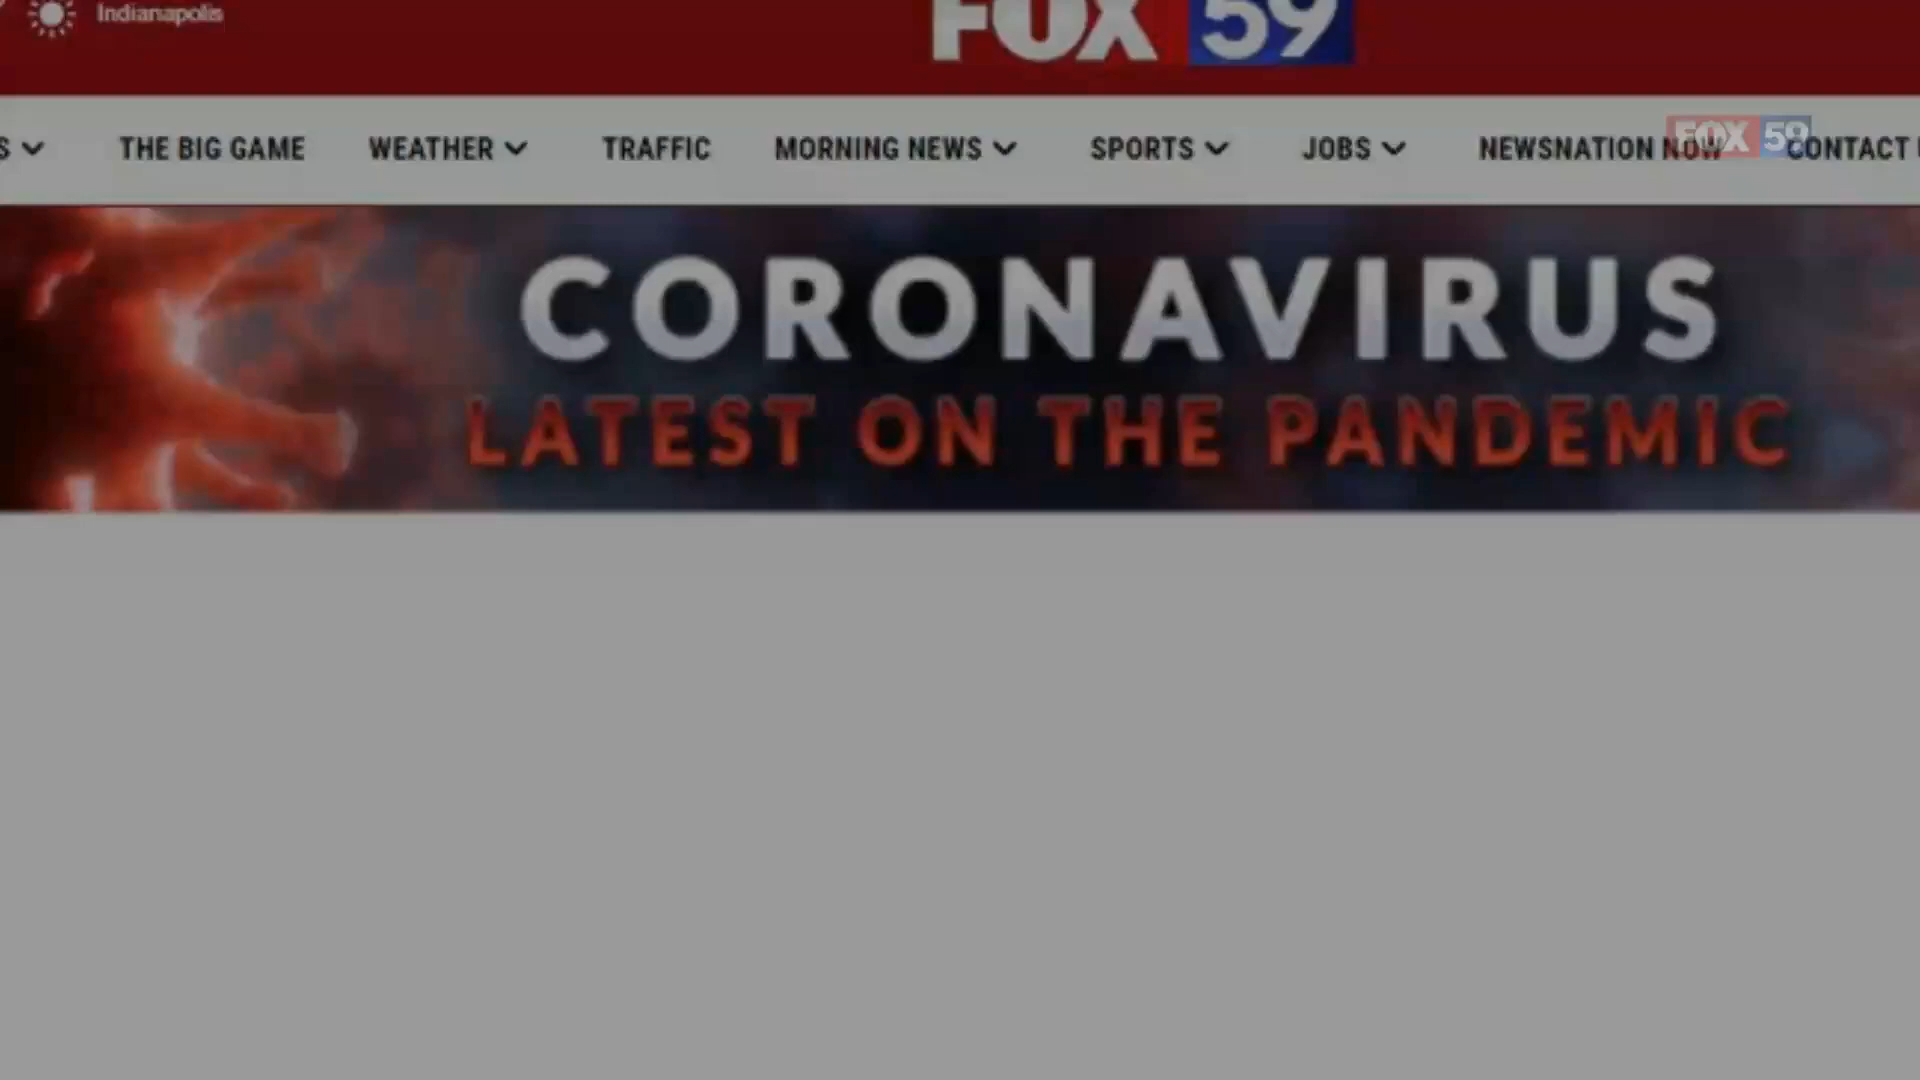 Indianapolis
FOX 59
S THE BIG GAME WEATHER TRAFFIC MORNING NEWS SPORTS JOBS NEWSNATION NOW CONTACT
FOX 59
CORONAVIRUS
LATEST ON THE PANDEMIC